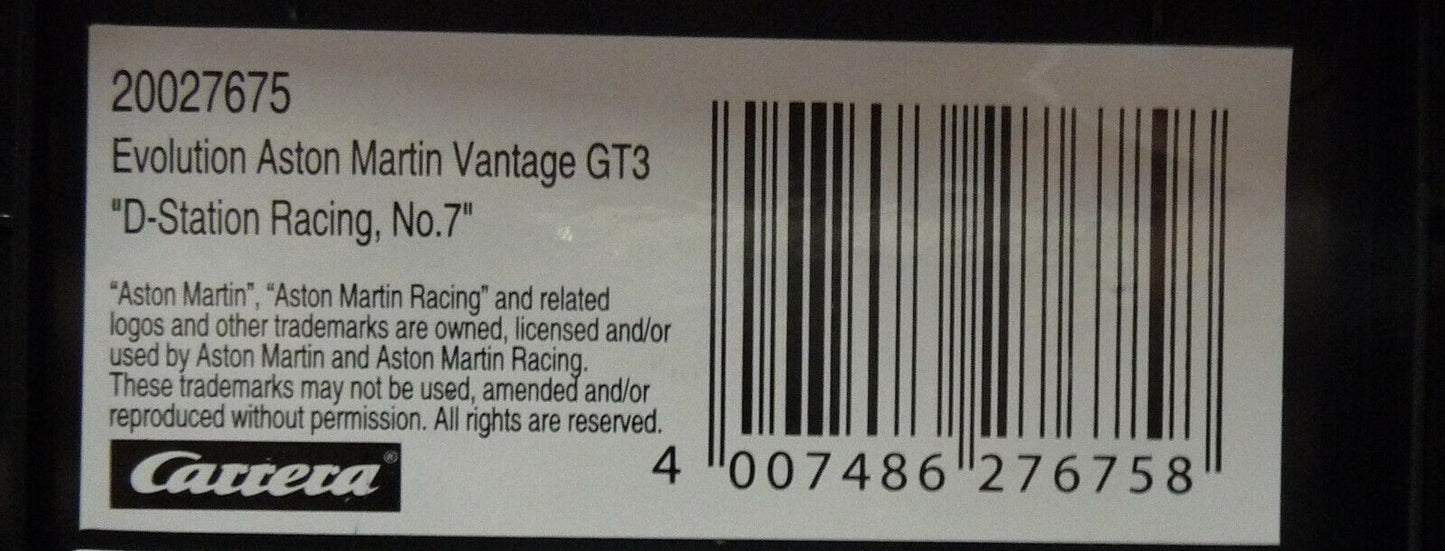 20027675
Evolution Aston Martin Vantage GT3
"D-Station Racing, No.7"
“Aston Martin”, “Aston Martin Racing” and related
logos and other trademarks are owned, licensed and/or
used by Aston Martin and Aston Martin Racing.
These trademarks may not be used, amended and/or
reproduced without permission. All rights are reserved.
Carrera®
4 007486 276758